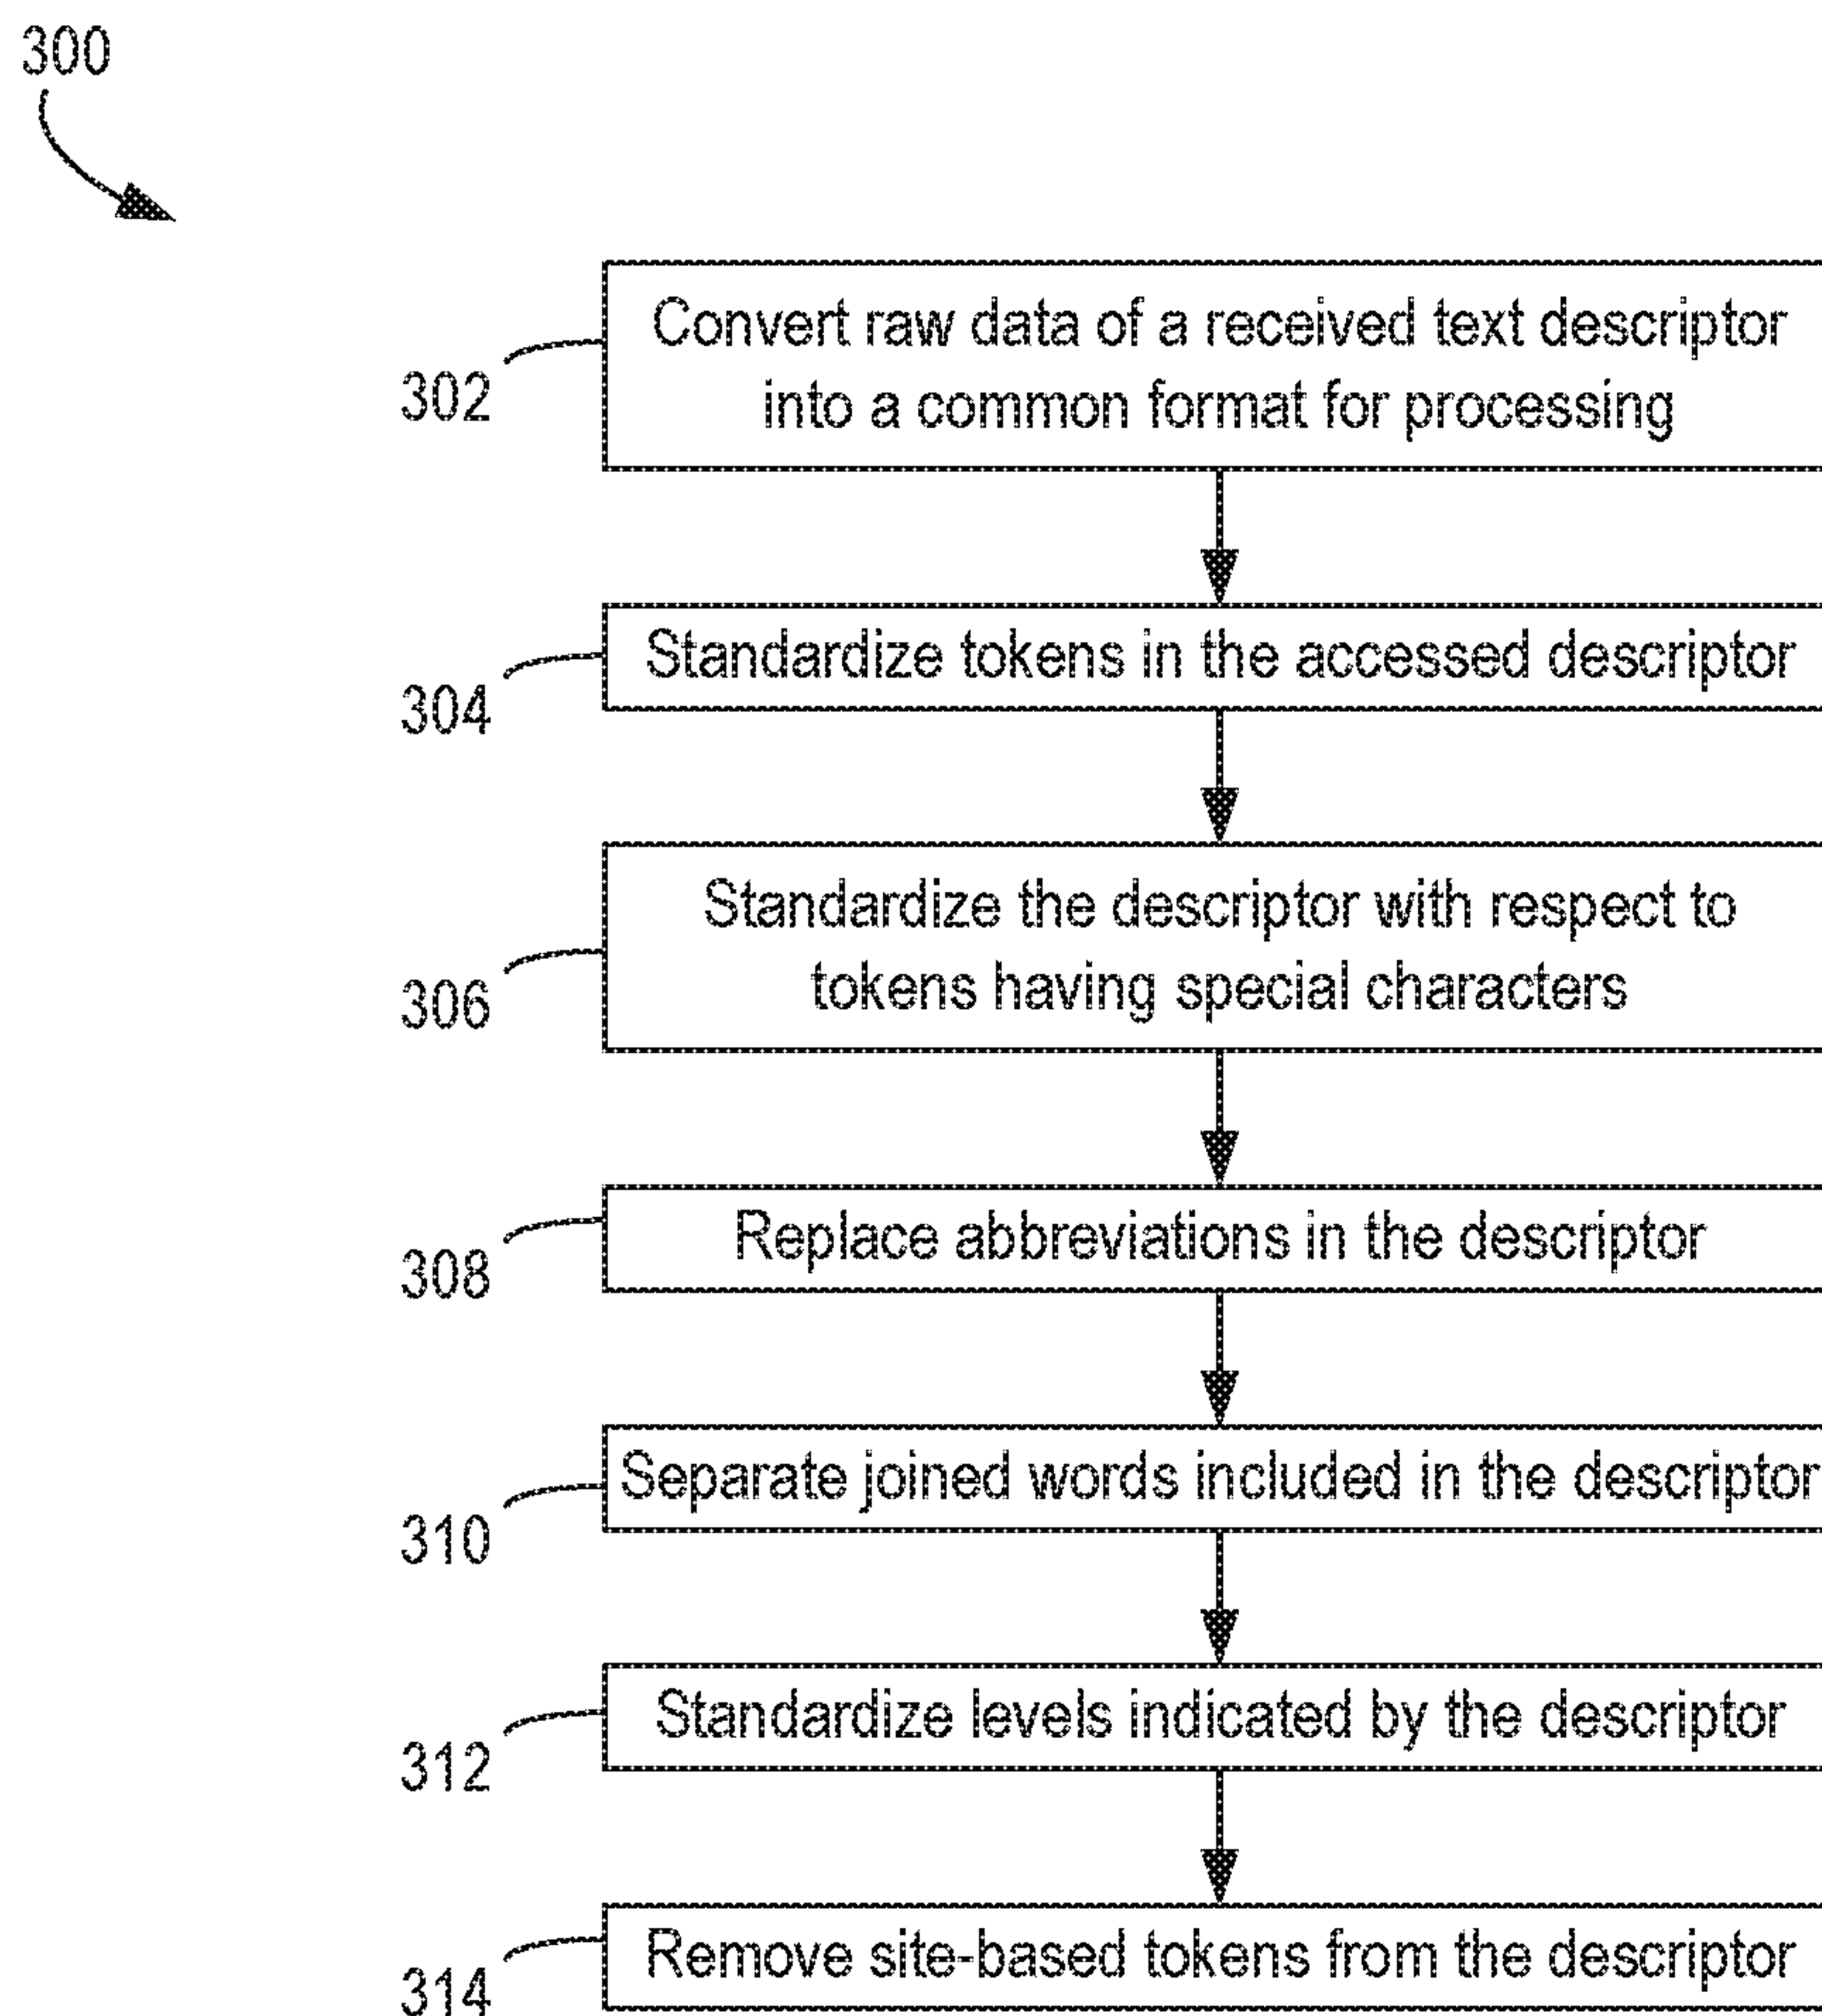 300
Convert raw data of a received text descriptor
into a common format for processing
302
Standardize tokens in the accessed descriptor
304
Standardize the descriptor with respect to
tokens having special characters
306
Replace abbreviations in the descriptor
308
Separate joined words included in the descriptor
310
Standardize levels indicated by the descriptor
312
Remove site-based tokens from the descriptor
314